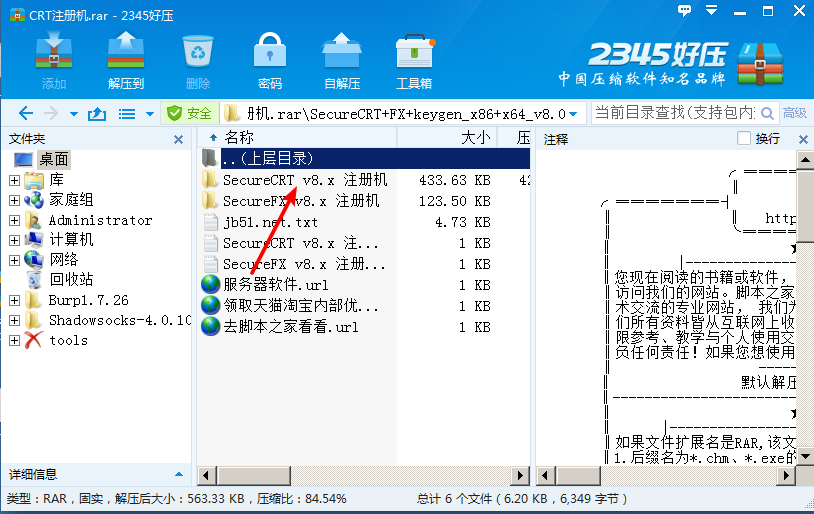 CRT注册机.rar - 2345好压
添加 解压到 删除 密码 自解压 工具箱
2345好压
中国压缩软件知名品牌
安全 册机.rar\SecureCRT+FX+keygen_x86+x64_v8.0 当前目录查找(支持包内 高级
文件夹
桌面
库
家庭组
Administrator
计算机
网络
回收站
Burp1.7.26
Shadowsocks-4.0.10
tools
详细信息
名称 大小 压
..(上层目录)
SecureCRT v8.x 注册机 433.63 KB 42
SecureFX v8.x 注册机 123.50 KB
jb51.net.txt 4.73 KB
SecureCRT v8.x 注... 1 KB
SecureFX v8.x 注册... 1 KB
服务器软件.url 1 KB
领取天猫淘宝内部优... 1 KB
去脚本之家看看.url 1 KB
注释 换行
http
您现在阅读的书籍或软件，
访问我们的网站。脚本之家
术交流的专业网站， 我们为
们所有资料皆从互联网上收
限参考、教学与个人使用交
负任何责任！如果您想使用
默认解压
如果文件扩展名是RAR,该文
1.后缀名为*.chm、*.exe的
类型：RAR，固实，解压后大小：563.33 KB，压缩比：84.54% 总计 6 个文件（6.20 KB，6,349 字节）